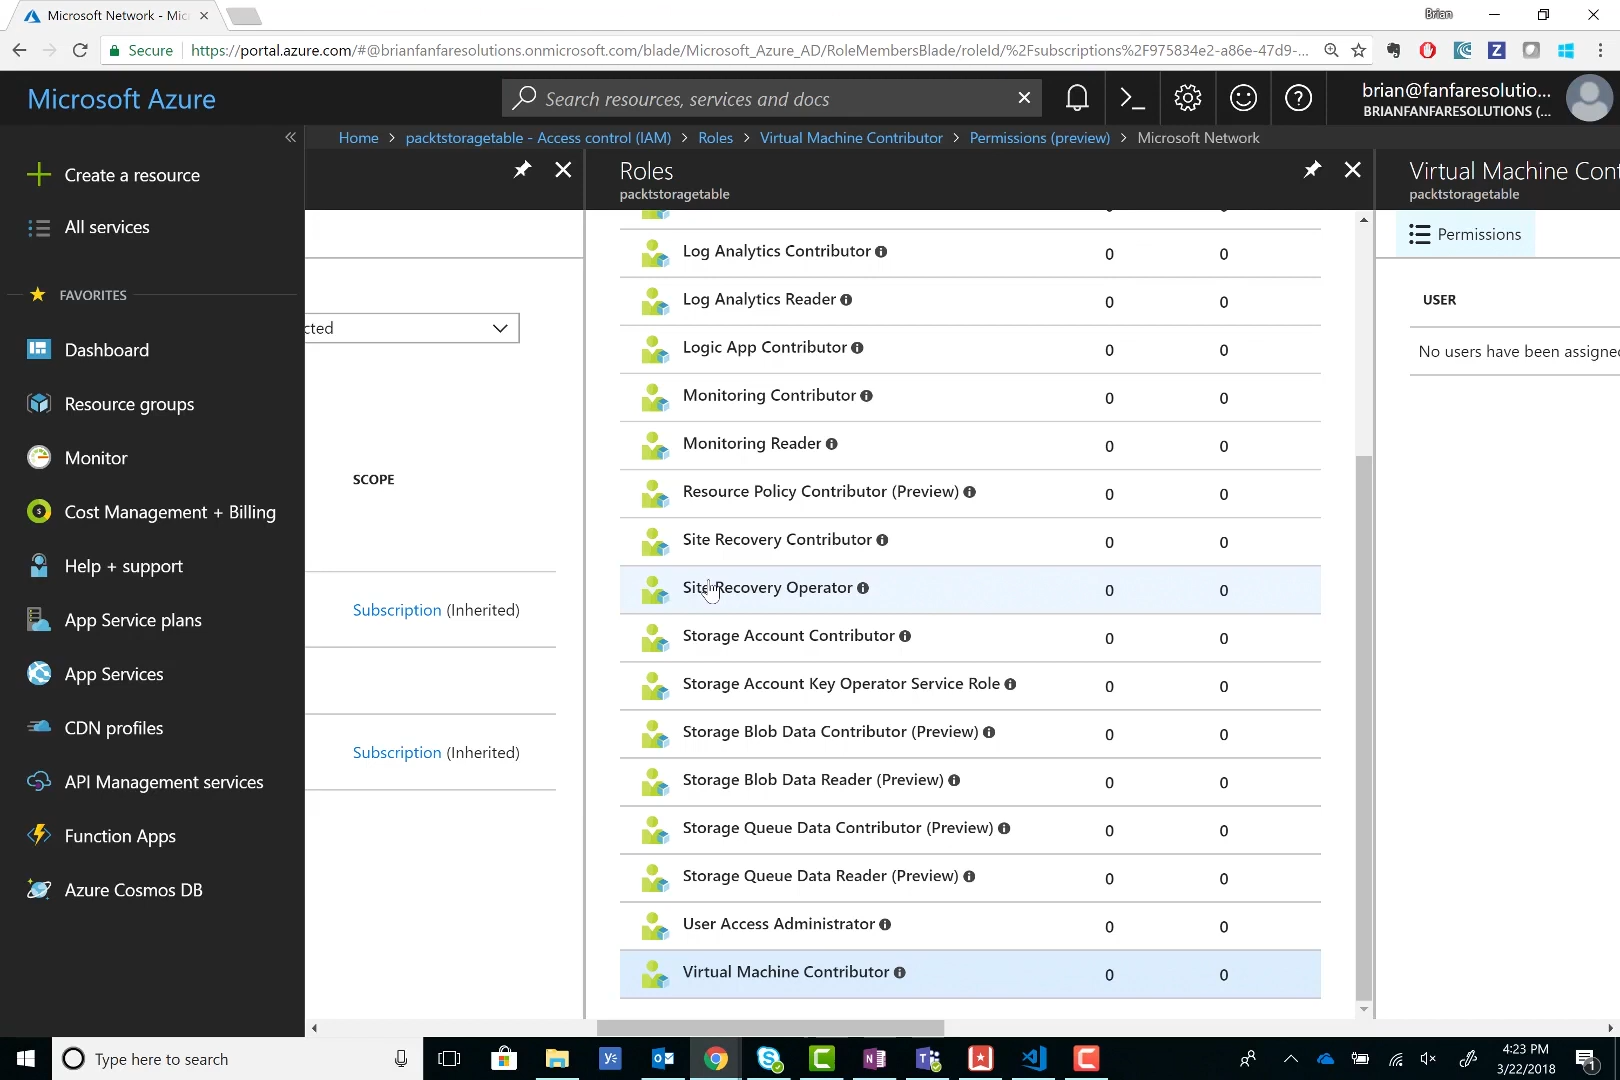 Microsoft Network - Mic
Brian
Secure
https://portal.azure.com/#@brianfanfaresolutions.onmicrosoft.com/blade/Microsoft_Azure_AD/RoleMembersBlade/roleId/%2Fsubscriptions%2F975834e2-a86e-47d9-...
Microsoft Azure
Search resources, services and docs
brian@fanfaresolutio...
BRIANFANFARESOLUTIONS (...
Home > packtstoragetable - Access control (IAM) > Roles > Virtual Machine Contributor > Permissions (preview) > Microsoft Network
Create a resource
All services
FAVORITES
Dashboard
Resource groups
Monitor
Cost Management + Billing
Help + support
App Service plans
App Services
CDN profiles
API Management services
Function Apps
Azure Cosmos DB
cted
SCOPE
Subscription (Inherited)
Subscription (Inherited)
Roles
packtstoragetable
Log Analytics Contributor 0 0
Log Analytics Reader 0 0
Logic App Contributor 0 0
Monitoring Contributor 0 0
Monitoring Reader 0 0
Resource Policy Contributor (Preview) 0 0
Site Recovery Contributor 0 0
Site Recovery Operator 0 0
Storage Account Contributor 0 0
Storage Account Key Operator Service Role 0 0
Storage Blob Data Contributor (Preview) 0 0
Storage Blob Data Reader (Preview) 0 0
Storage Queue Data Contributor (Preview) 0 0
Storage Queue Data Reader (Preview) 0 0
User Access Administrator 0 0
Virtual Machine Contributor 0 0
Virtual Machine Cont
packtstoragetable
Permissions
USER
No users have been assigned
Type here to search
4:23 PM
3/22/2018
1